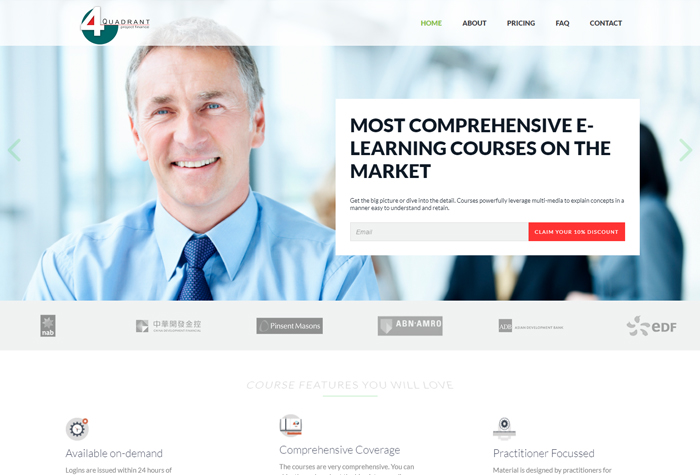 4 QUADRANT
project finance
HOME
ABOUT
PRICING
FAQ
CONTACT
MOST COMPREHENSIVE E-
LEARNING COURSES ON THE
MARKET
Get the big picture or dive into the detail. Courses powerfully leverage multi-media to explain concepts in a
manner easy to understand and retain.
Email
CLAIM YOUR 10% DISCOUNT
nab
中華開發金控
Pinsent Masons
ABN·AMRO
ADB
ASIAN DEVELOPMENT BANK
eDF
COURSE FEATURES YOU WILL LOVE
Available on-demand
Comprehensive Coverage
Practitioner Focussed
Logins are issued within 24 hours of
The courses are very comprehensive. You can
Material is designed by practitioners for